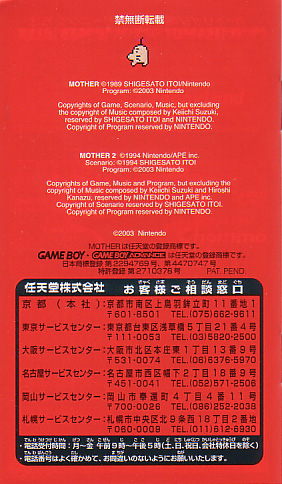 禁無断転載
MOTHER ©1989 SHIGESATO ITOI/Nintendo
Program: ©2003 Nintendo
Copyrights of Game, Scenario, Music, but excluding
the copyright of Music composed by Keiichi Suzuki,
reserved by SHIGESATO ITOI and NINTENDO.
Copyright of Program reserved by NINTENDO.
MOTHER 2 ©1994 Nintendo/APE inc.
Scenario: ©1994 SHIGESATO ITOI
Program: ©2003 Nintendo
Copyrights of Game, Music and Program, but excluding
the copyright of Music composed by Keiichi Suzuki and Hiroshi
Kanazu, reserved by NINTENDO and APE inc.
Copyright of Scenario reserved by SHIGESATO ITOI.
Copyright of Program reserved by NINTENDO.
©2003 Nintendo
MOTHERは任天堂の登録商標です。
GAME BOY・GAME BOY ADVANCEは任天堂の登録商標です。
日本商標登録 第2294769号、第4470747号
特許登録 第2710376号 PAT. PEND
任天堂株式会社 お客様ご相談窓口
京都(本社):京都市南区上鳥羽鉾立町11番地1
〒601-8501 TEL.(075)662-9611
東京サービスセンター:東京都台東区浅草橋5丁目21番4号
〒111-0053 TEL.(03)5820-2500
大阪サービスセンター:大阪市北区本庄東1丁目13番9号
〒531-0074 TEL.(06)6376-5970
名古屋サービスセンター:名古屋市西区幅下2丁目18番9号
〒451-0041 TEL.(052)571-2506
岡山サービスセンター:岡山市奉還町4丁目4番11号
〒700-0026 TEL.(086)252-2038
札幌サービスセンター:札幌市中央区北9条西18丁目2番地
〒060-0009 TEL.(011)612-6930
•電話受付時間:月~金 午前9時~午後5時(土、日、祝日、会社特休日を除く)
•電話番号はよく確かめて、お間違いのないようにお願いいたします。